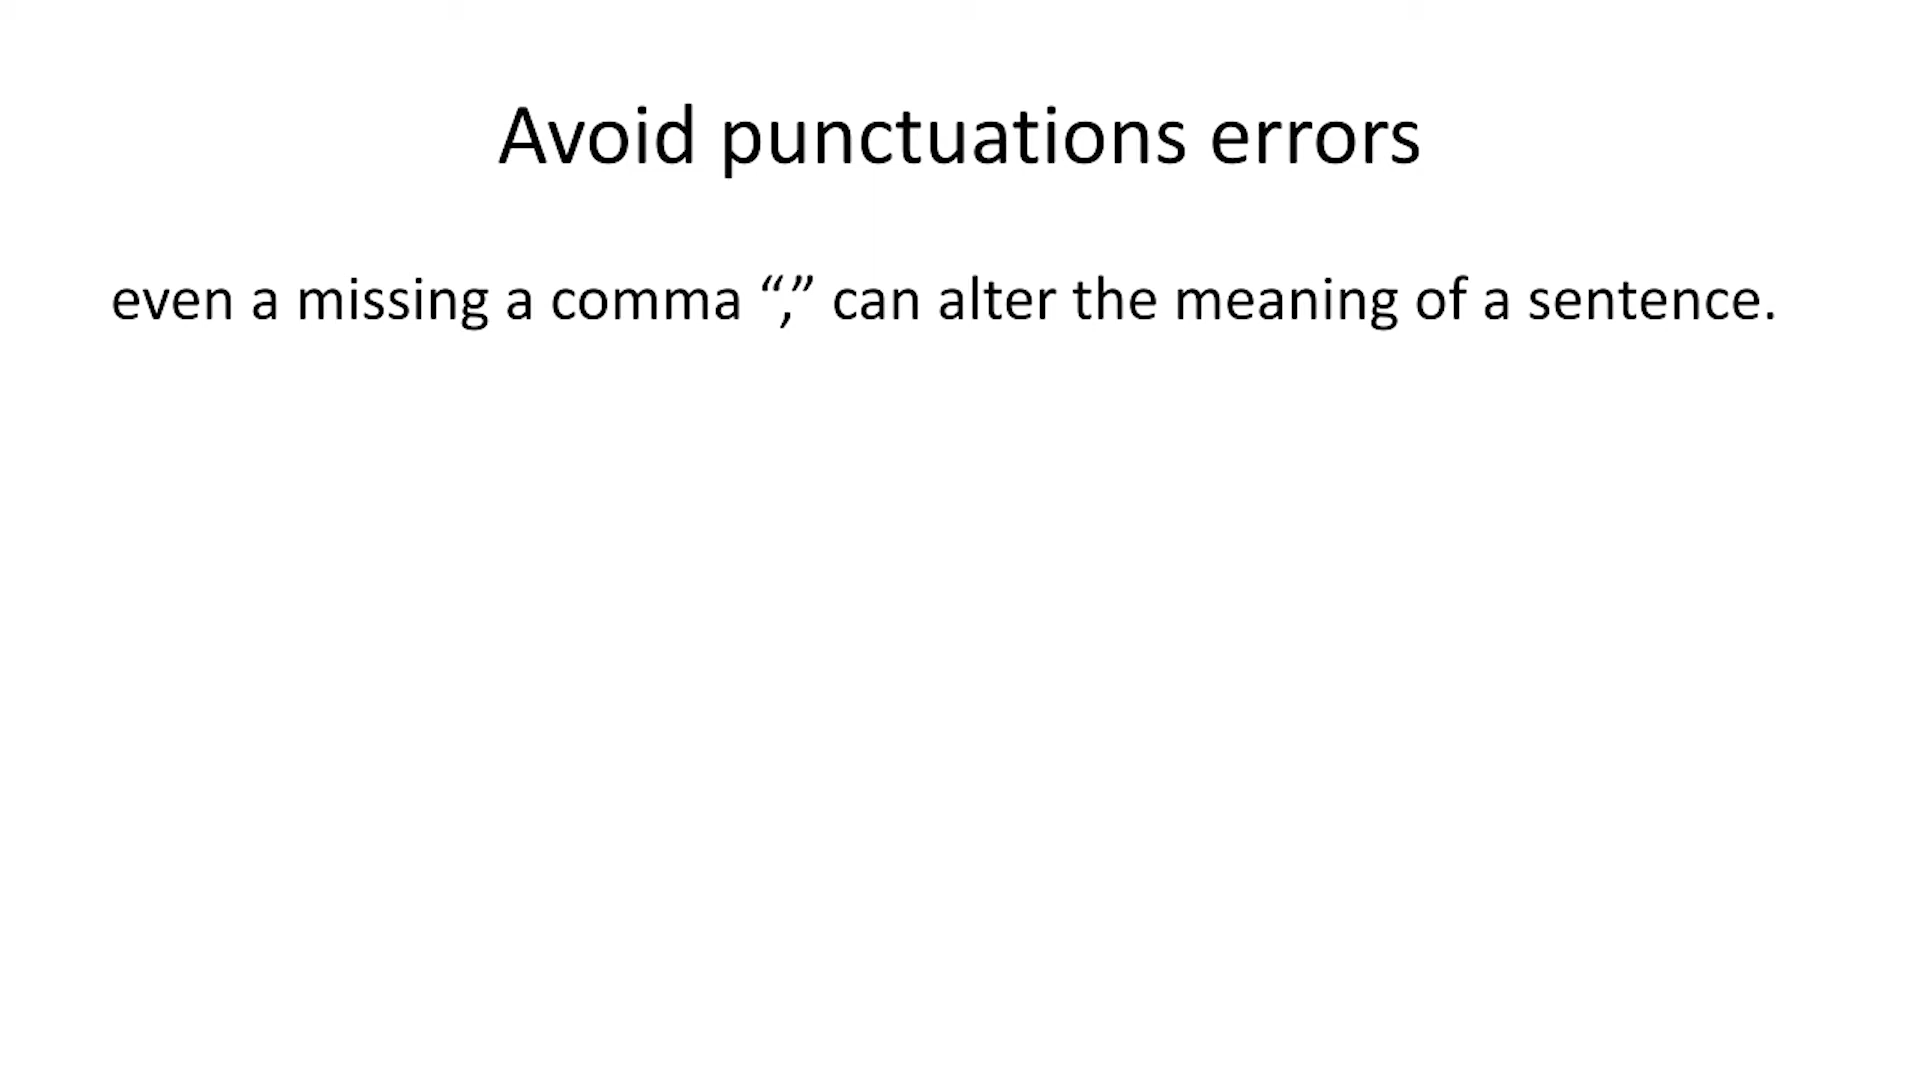 Avoid punctuations errors
even a missing a comma “,” can alter the meaning of a sentence.